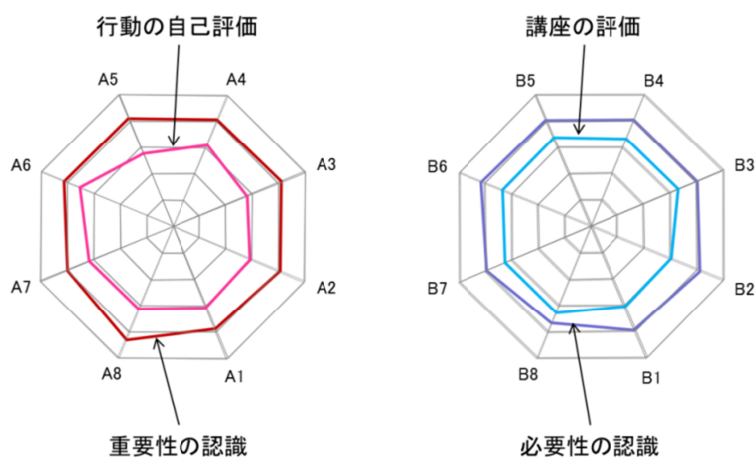 行動の自己評価
A5
A4
A6
A3
A7
A2
A8
A1
重要性の認識
講座の評価
B5
B4
B6
B3
B7
B2
B8
B1
必要性の認識